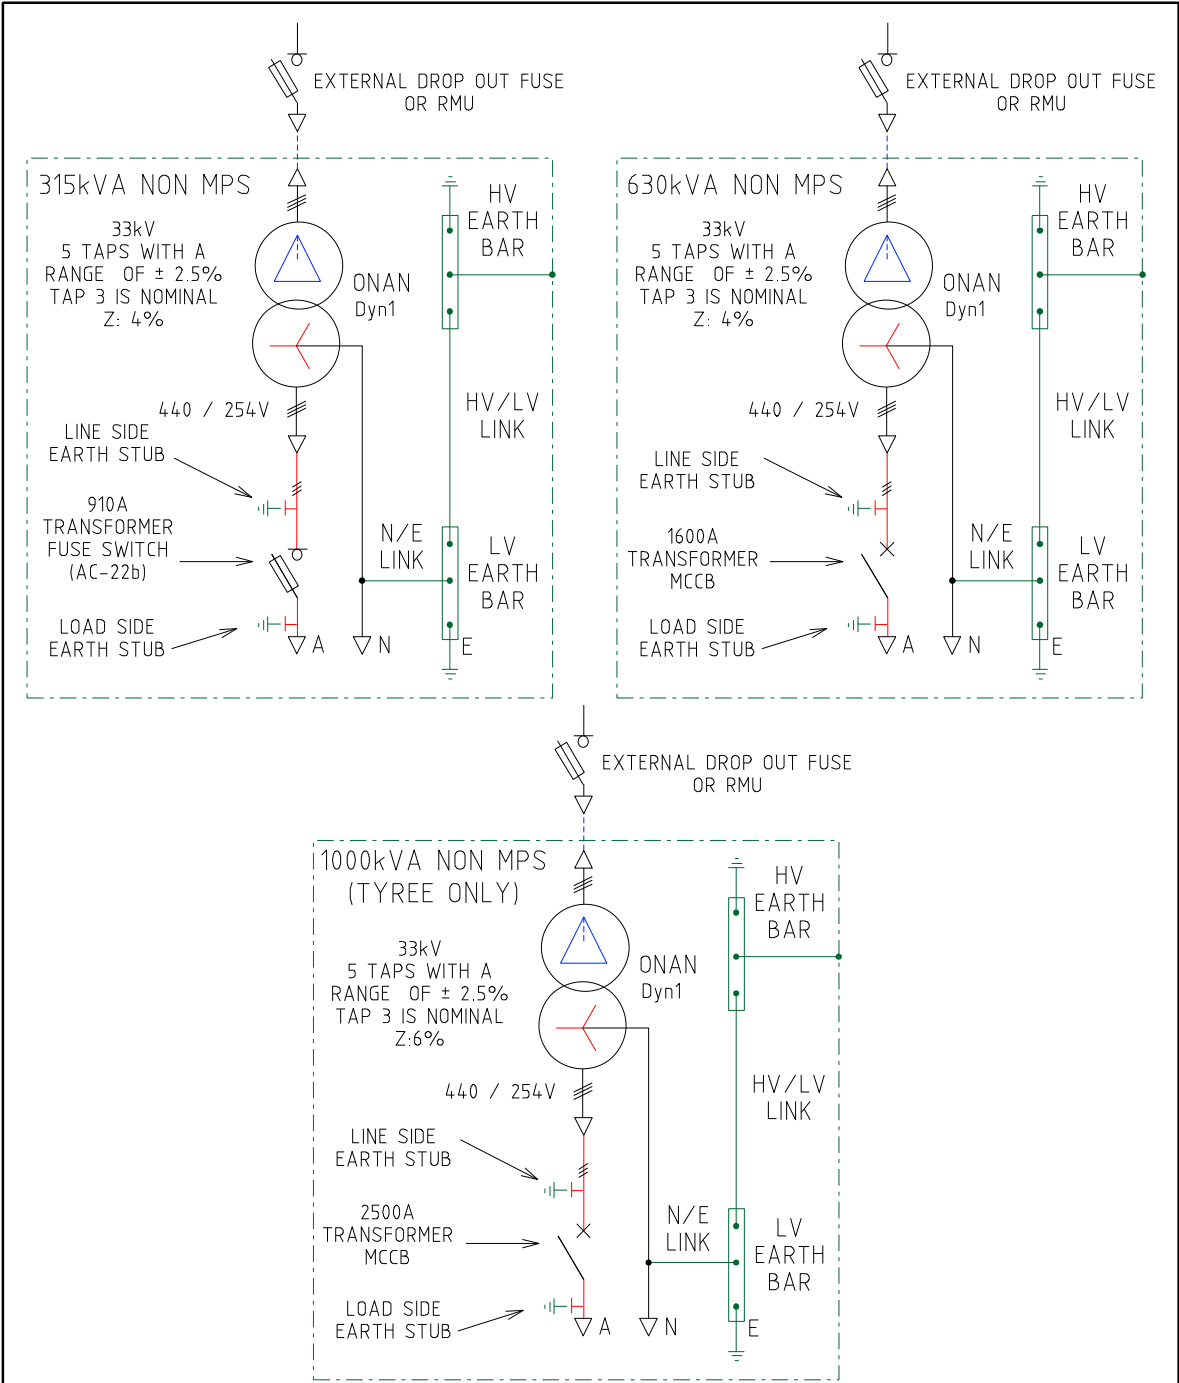 EXTERNAL DROP OUT FUSE
OR RMU
315kVA NON MPS
33kV
5 TAPS WITH A
RANGE OF ± 2.5%
TAP 3 IS NOMINAL
Z: 4%
ONAN
Dyn1
HV
EARTH
BAR
440 / 254V
HV/LV
LINK
LINE SIDE
EARTH STUB
910A
TRANSFORMER
FUSE SWITCH
(AC-22b)
N/E
LINK
LV
EARTH
BAR
LOAD SIDE
EARTH STUB
A
N
E
EXTERNAL DROP OUT FUSE
OR RMU
630kVA NON MPS
33kV
5 TAPS WITH A
RANGE OF ± 2.5%
TAP 3 IS NOMINAL
Z: 4%
ONAN
Dyn1
HV
EARTH
BAR
440 / 254V
HV/LV
LINK
LINE SIDE
EARTH STUB
1600A
TRANSFORMER
MCCB
N/E
LINK
LV
EARTH
BAR
LOAD SIDE
EARTH STUB
A
N
E
EXTERNAL DROP OUT FUSE
OR RMU
1000kVA NON MPS
(TYREE ONLY)
33kV
5 TAPS WITH A
RANGE OF ± 2.5%
TAP 3 IS NOMINAL
Z:6%
ONAN
Dyn1
HV
EARTH
BAR
440 / 254V
HV/LV
LINK
LINE SIDE
EARTH STUB
2500A
TRANSFORMER
MCCB
N/E
LINK
LV
EARTH
BAR
LOAD SIDE
EARTH STUB
A
N
E